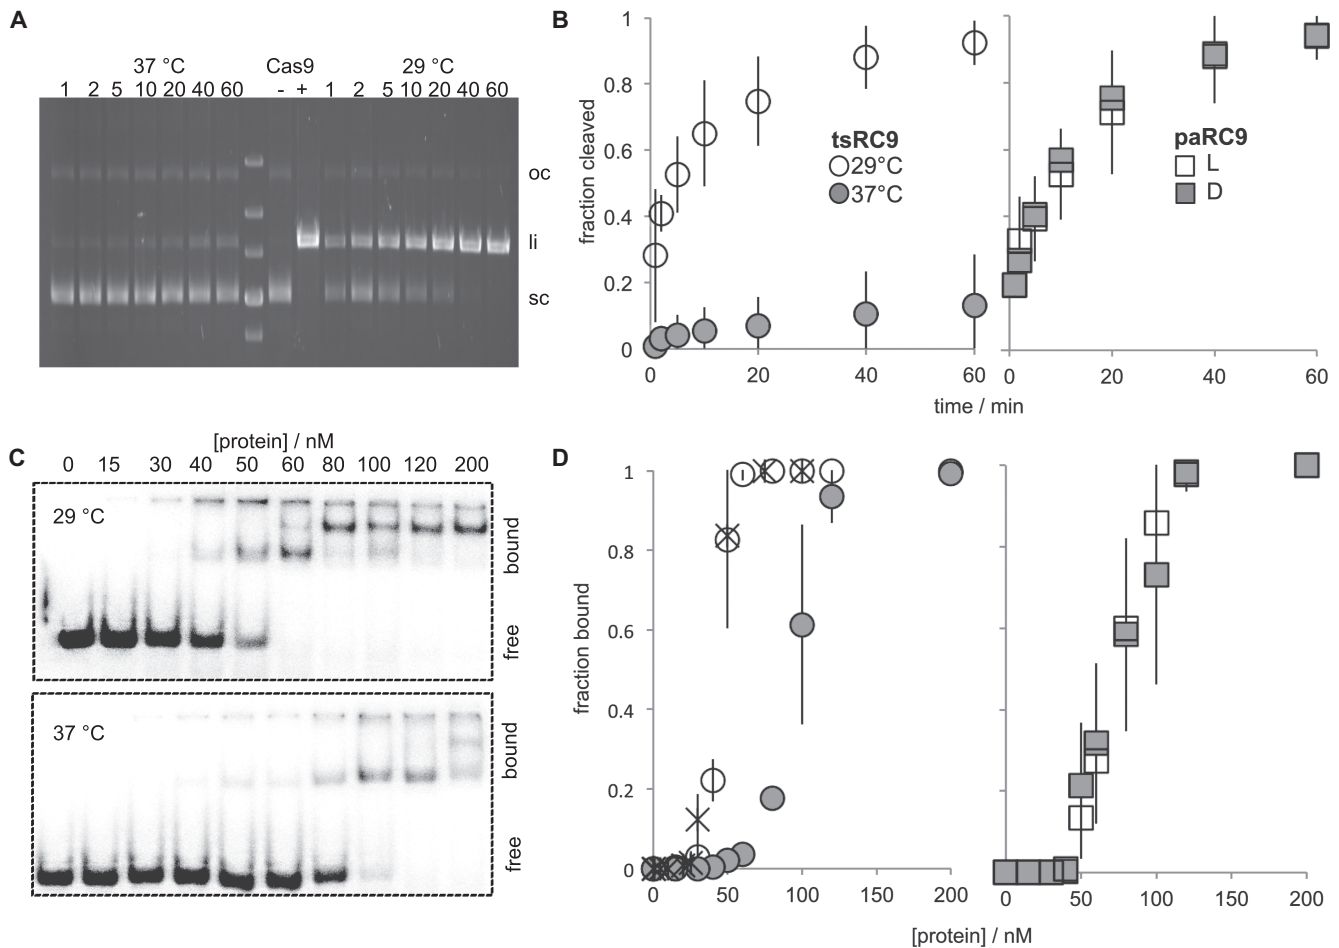 A
37 °C Cas9 29 °C
1 2 5 10 20 40 60 - + 1 2 5 10 20 40 60
oc
li
sc
B
1
0.8
0.6
0.4
0.2
0
fraction cleaved
tsRC9
29°C
37°C
paRC9
L
D
0 20 40 60
0 20 40 60
time / min
C
[protein] / nM
0 15 30 40 50 60 80 100 120 200
29 °C
bound
free
37 °C
bound
free
D
1
0.8
0.6
0.4
0.2
0
fraction bound
0 50 100 150 200
0 50 100 150 200
[protein] / nM